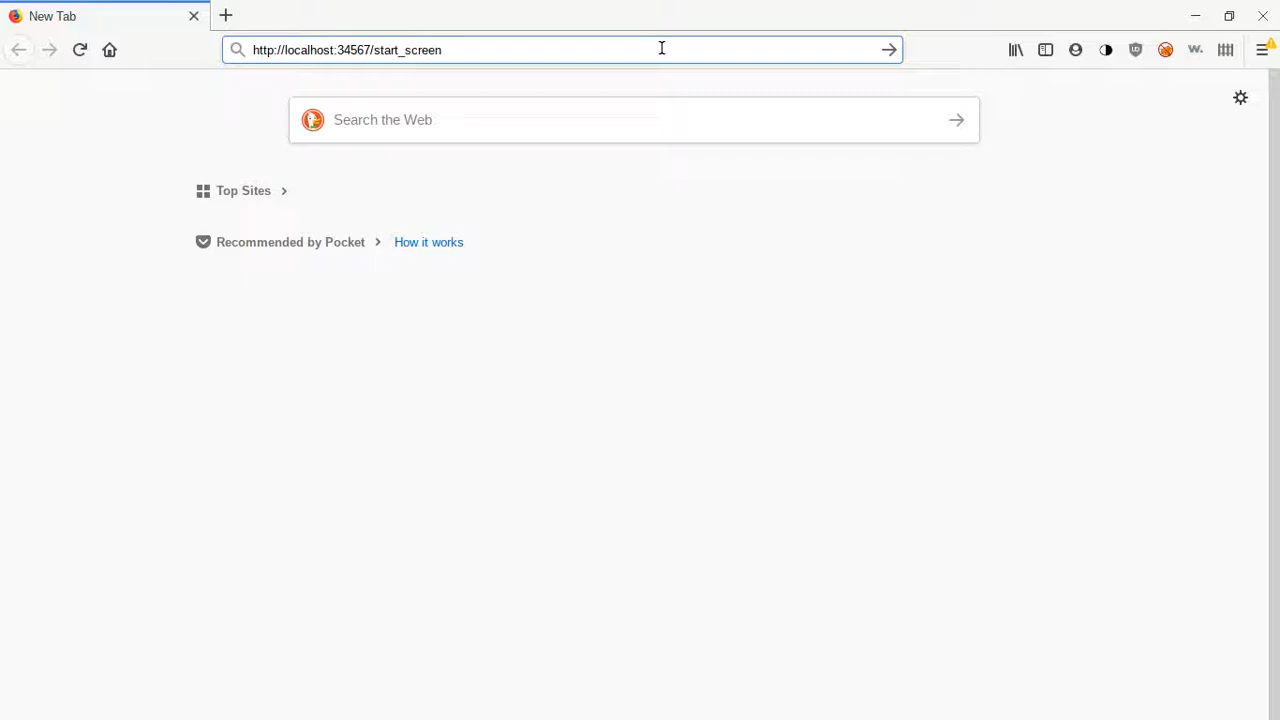 New Tab
http://localhost:34567/start_screen
Search the Web
Top Sites
Recommended by Pocket
How it works